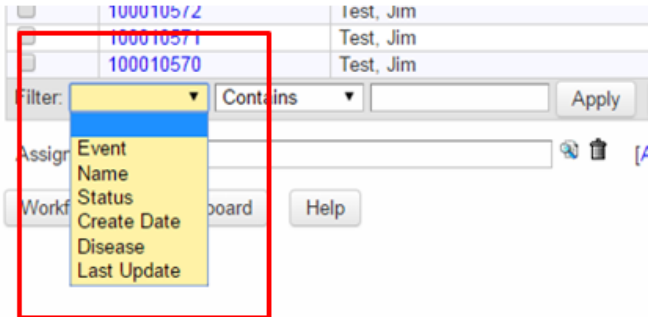 100010572 Test, Jim
100010571 Test, Jim
100010570 Test, Jim
Filter: Contains Apply
Event
Assign
Name
Status
Workf board Help
Create Date
Disease
Last Update